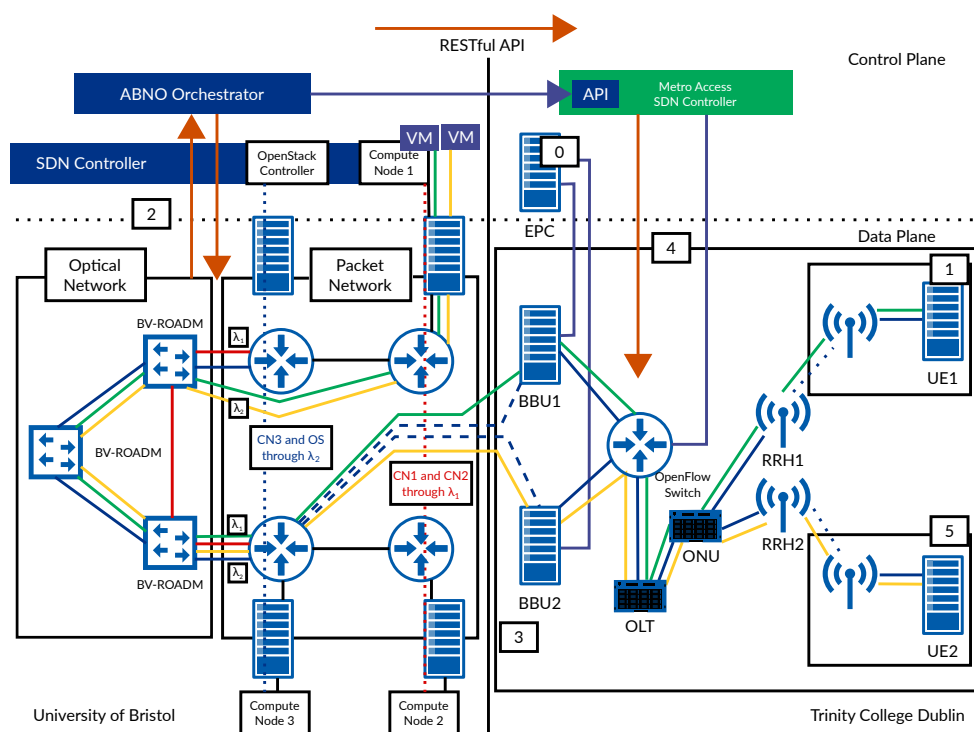 RESTful API
Control Plane
ABNO Orchestrator
API
Metro Access
SDN Controller
VM
VM
SDN Controller
OpenStack
Controller
Compute
Node 1
0
2
EPC
4
Data Plane
Optical
Network
Packet
Network
1
BV-ROADM
λ1
UE1
BBU1
λ2
BV-ROADM
CN3 and OS
through λ2
CN1 and CN2
through λ1
RRH1
OpenFlow
Switch
λ1
λ2
BV-ROADM
ONU
RRH2
5
BBU2
OLT
3
UE2
Compute
Node 3
Compute
Node 2
University of Bristol
Trinity College Dublin